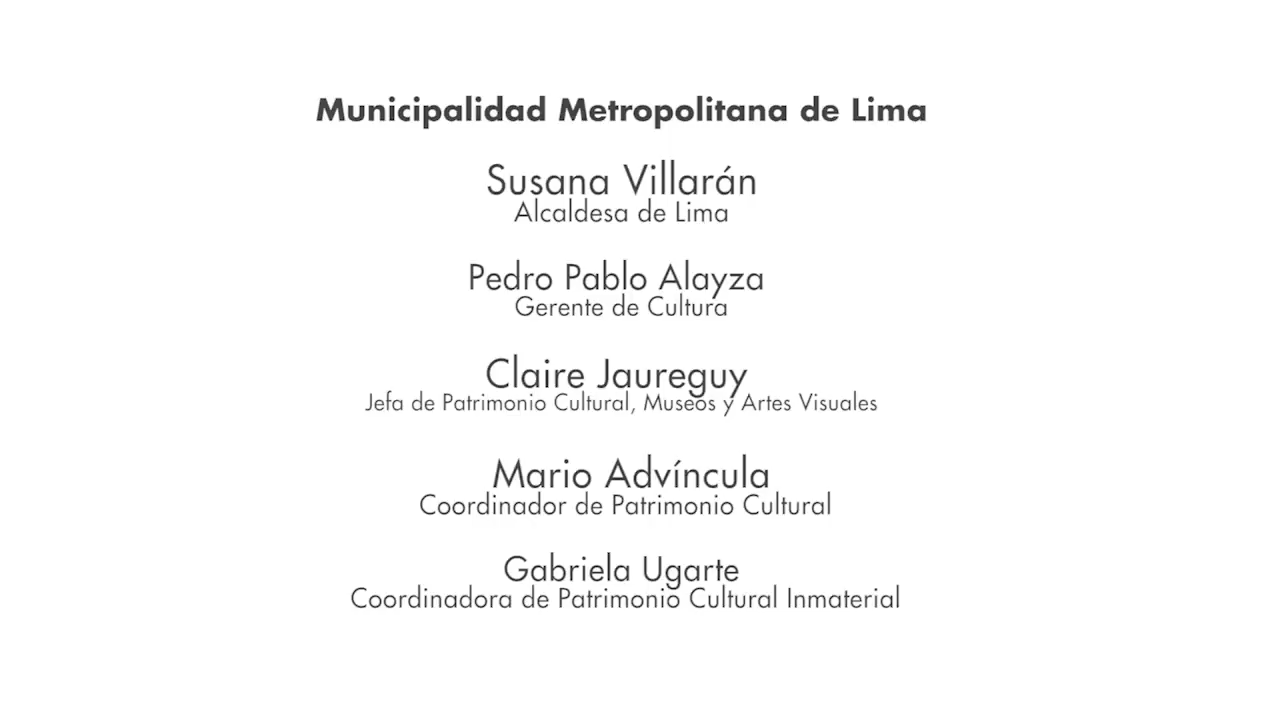 Municipalidad Metropolitana de Lima
Susana Villarán
Alcaldesa de Lima
Pedro Pablo Alayza
Gerente de Cultura
Claire Jaureguy
Jefa de Patrimonio Cultural, Museos y Artes Visuales
Mario Advíncula
Coordinador de Patrimonio Cultural
Gabriela Ugarte
Coordinadora de Patrimonio Cultural Inmaterial